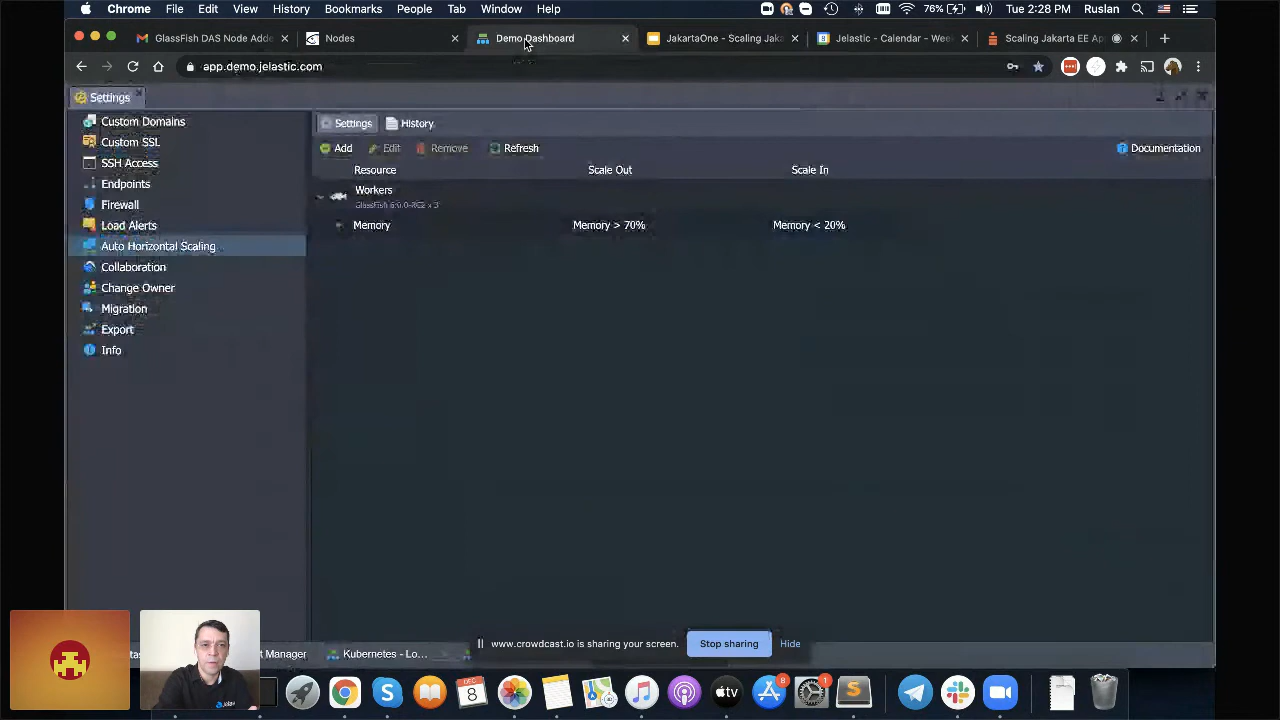 Chrome File Edit View History Bookmarks People Tab Window Help 76% Tue 2:28 PM Ruslan
GlassFish DAS Node Adde Nodes Demo Dashboard JakartaOne - Scaling Jaka Jelastic - Calendar - Wee Scaling Jakarta EE Ap
app.demo.jelastic.com
Settings
Custom Domains
Custom SSL
SSH Access
Endpoints
Firewall
Load Alerts
Auto Horizontal Scaling
Collaboration
Change Owner
Migration
Export
Info
Settings History
Add Edit Remove Refresh Documentation
Resource Scale Out Scale In
Workers
Memory Memory > 70% Memory < 20%
www.crowdcast.io is sharing your screen. Stop sharing Hide
t Manager Kubernetes - Lo...
DEC
8
8
1